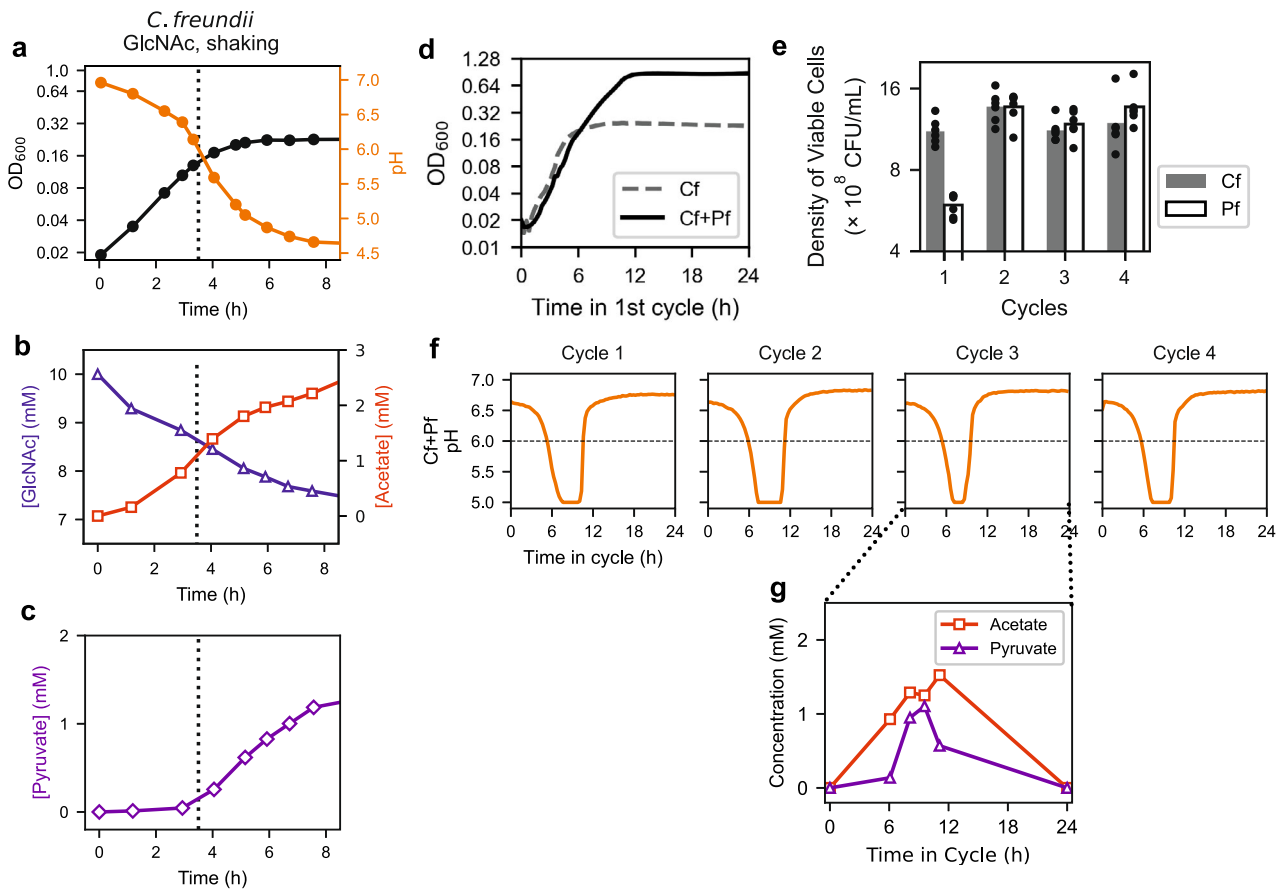 C. freundii
GlcNAc, shaking
a
1.0
0.64
0.32
0.16
0.08
0.04
0.02
OD600
7.0
6.5
6.0
5.5
5.0
4.5
pH
0 2 4 6 8
Time (h)
b
10
9
8
7
[GlcNAc] (mM)
3
2
1
0
[Acetate] (mM)
0 2 4 6 8
Time (h)
c
2
1
0
[Pyruvate] (mM)
0 2 4 6 8
Time (h)
d
1.28
0.64
0.32
0.16
0.08
0.04
0.02
0.01
OD600
Cf
Cf+Pf
0 6 12 18 24
Time in 1st cycle (h)
e
16
8
4
Density of Viable Cells
(× 10^8 CFU/mL)
1 2 3 4
Cycles
Cf
Pf
f
Cycle 1 Cycle 2 Cycle 3 Cycle 4
7.0
6.5
6.0
5.5
5.0
Cf+Pf
pH
0 6 12 18 24 0 6 12 18 24 0 6 12 18 24 0 6 12 18 24
Time in cycle (h)
g
Acetate
Pyruvate
2
1
0
Concentration (mM)
0 6 12 18 24
Time in Cycle (h)